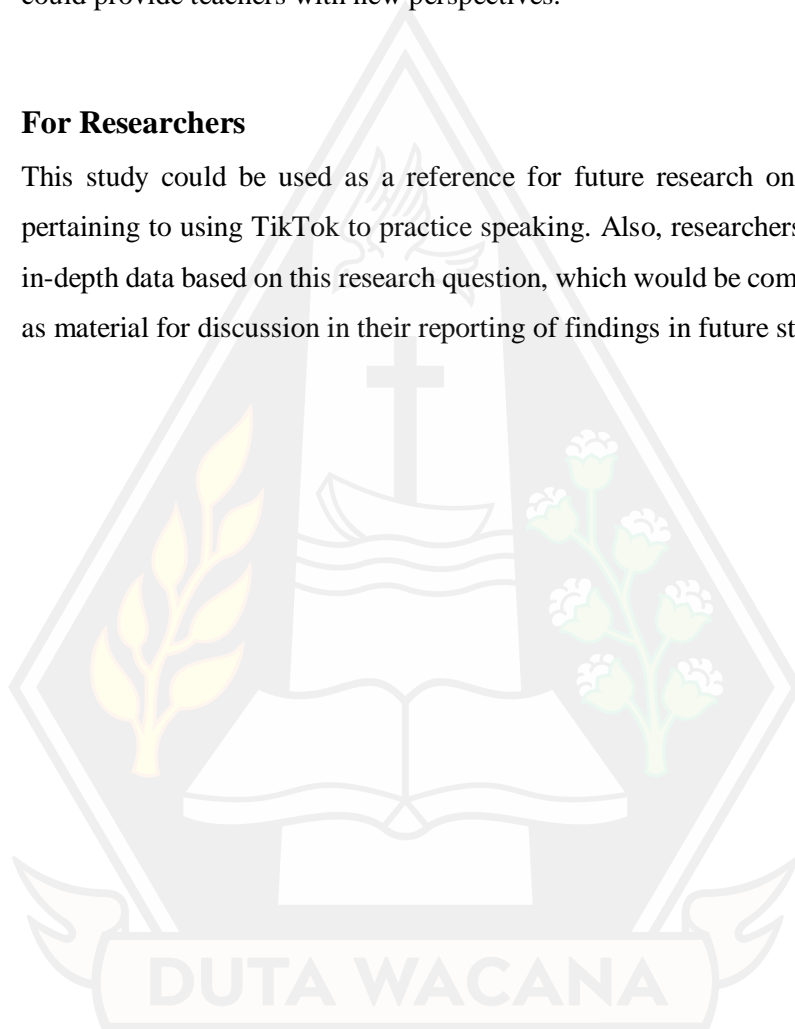 could provide teachers with new perspectives.
For Researchers
This study could be used as a reference for future research on
pertaining to using TikTok to practice speaking. Also, researchers
in-depth data based on this research question, which would be com
as material for discussion in their reporting of findings in future st
DUTA WACANA